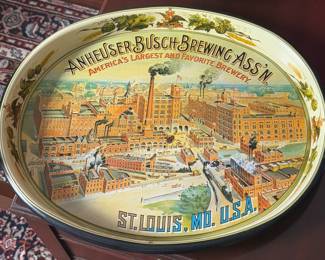 ANHEUSER-BUSCH-BREWING ASS'N.
AMERICA'S LARGEST AND FAVORITE BREWERY.
ST. LOUIS, MO. U.S.A.